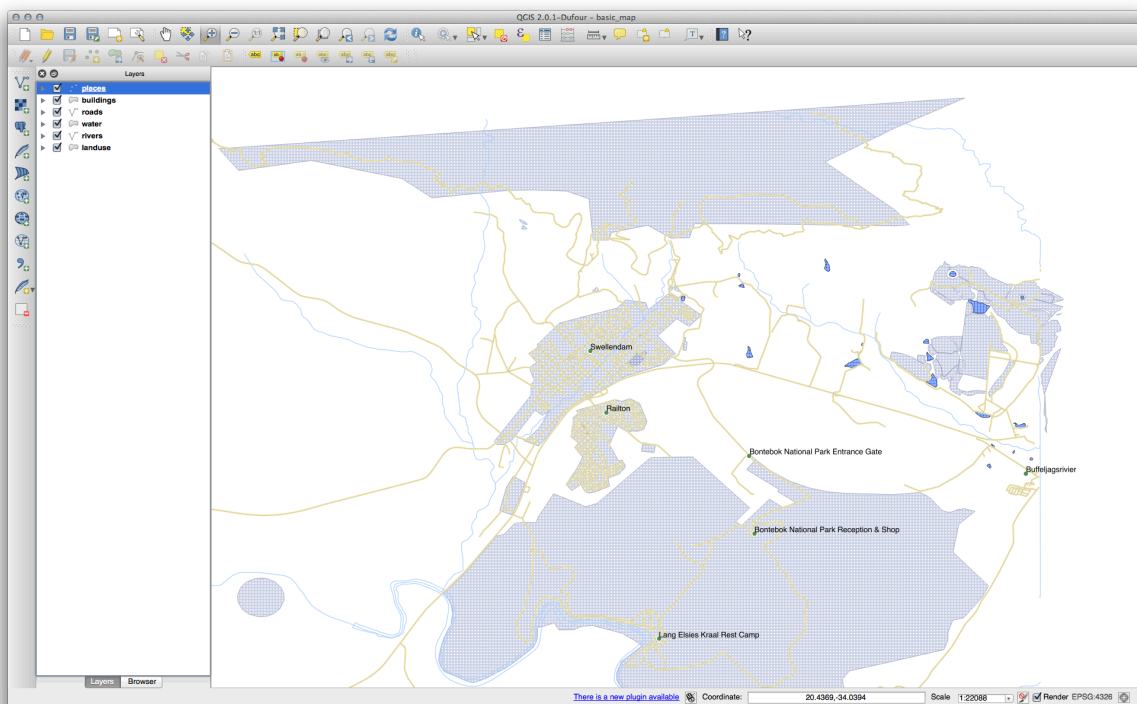 QGIS 2.0.1-Dufour - basic_map
Layers
places
buildings
roads
water
rivers
landuse
Swellendam
Railton
Bontebok National Park Entrance Gate
Buffeljagsrivier
Bontebok National Park Reception & Shop
Lang Elsies Kraal Rest Camp
Layers Browser
There is a new plugin available Coordinate: 20.4369,-34.0394 Scale 1:22088 Render EPSG:4326